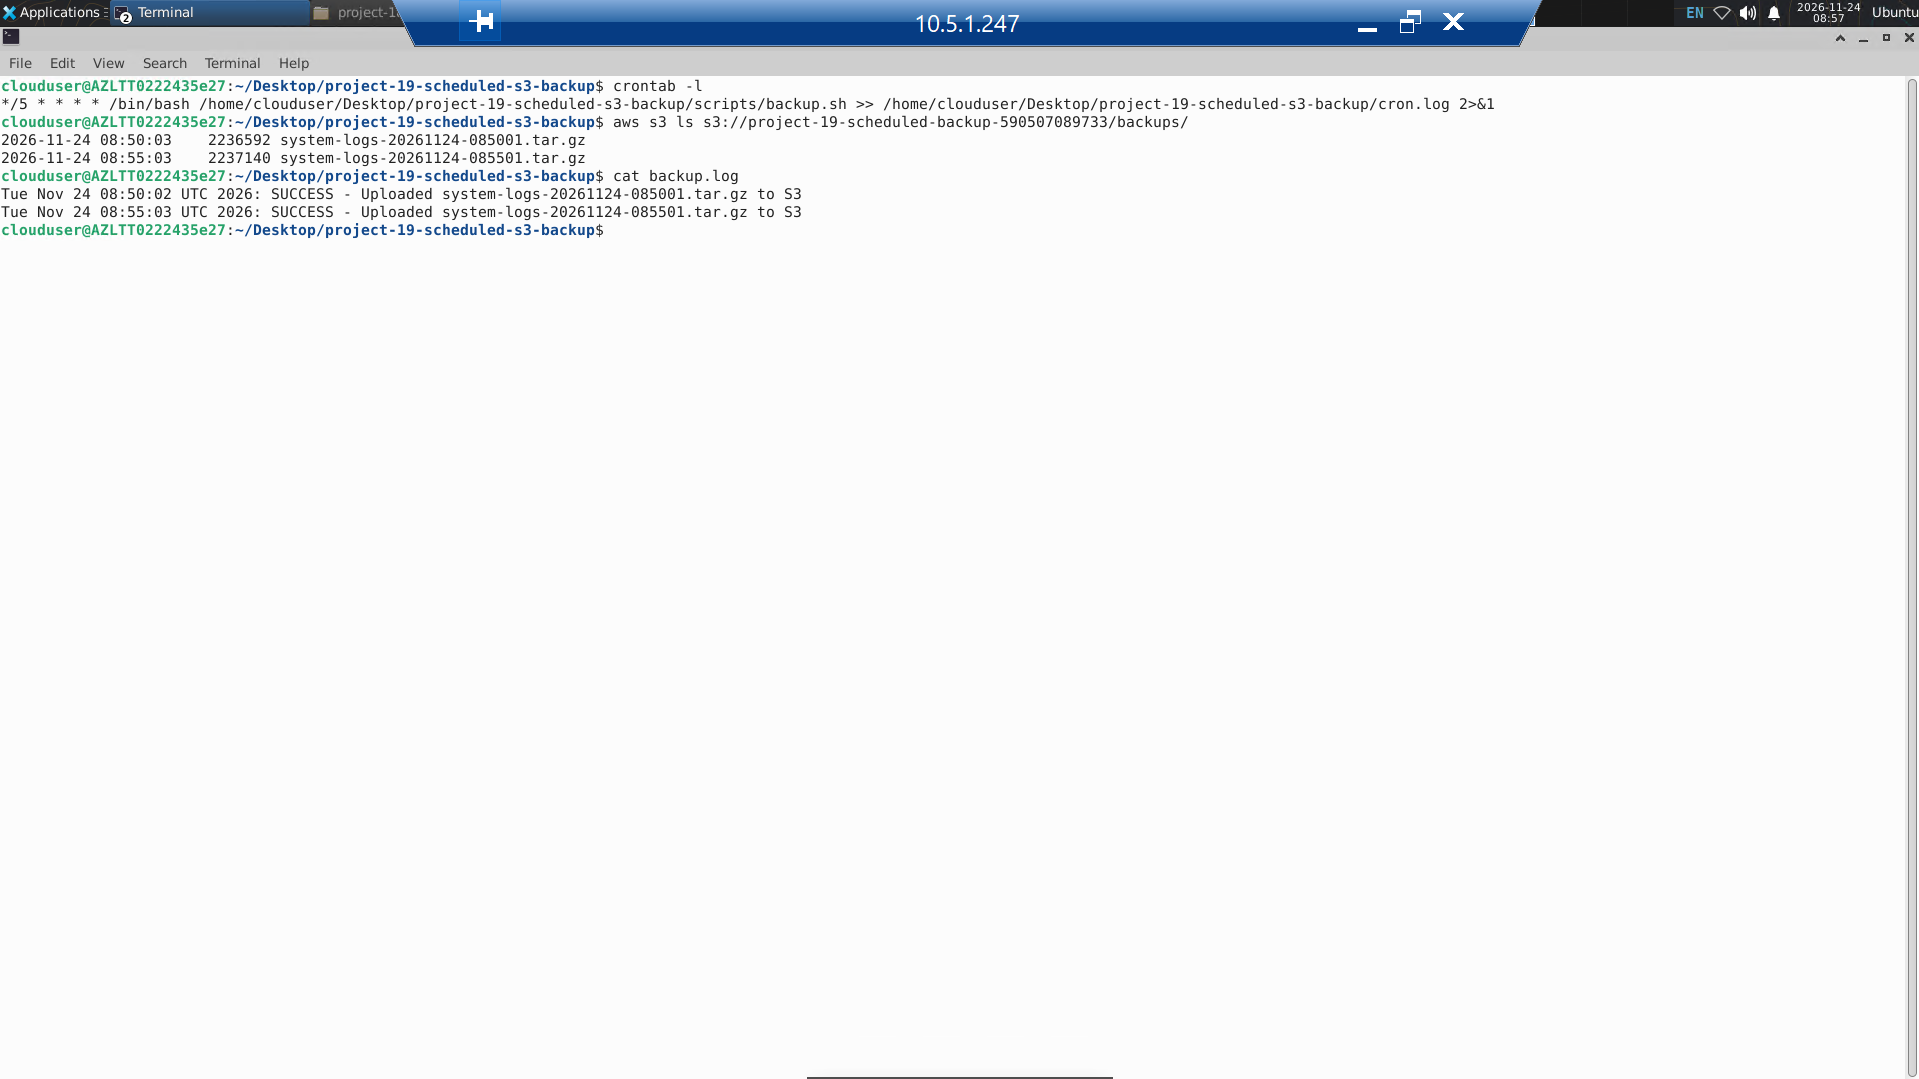 Applications
2
Terminal
project-1
10.5.1.247
EN
2026-11-24
08:57
Ubuntu
File Edit View Search Terminal Help
clouduser@AZLTT0222435e27:~/Desktop/project-19-scheduled-s3-backup$ crontab -l
*/5 * * * * /bin/bash /home/clouduser/Desktop/project-19-scheduled-s3-backup/scripts/backup.sh >> /home/clouduser/Desktop/project-19-scheduled-s3-backup/cron.log 2>&1
clouduser@AZLTT0222435e27:~/Desktop/project-19-scheduled-s3-backup$ aws s3 ls s3://project-19-scheduled-backup-590507089733/backups/
2026-11-24 08:50:03    2236592 system-logs-20261124-085001.tar.gz
2026-11-24 08:55:03    2237140 system-logs-20261124-085501.tar.gz
clouduser@AZLTT0222435e27:~/Desktop/project-19-scheduled-s3-backup$ cat backup.log
Tue Nov 24 08:50:02 UTC 2026: SUCCESS - Uploaded system-logs-20261124-085001.tar.gz to S3
Tue Nov 24 08:55:03 UTC 2026: SUCCESS - Uploaded system-logs-20261124-085501.tar.gz to S3
clouduser@AZLTT0222435e27:~/Desktop/project-19-scheduled-s3-backup$